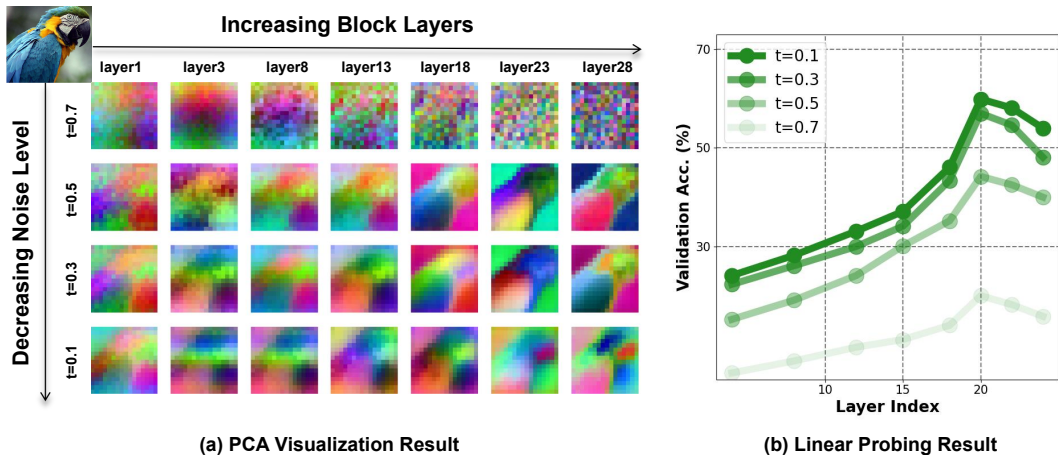 Increasing Block Layers
layer1 layer3 layer8 layer13 layer18 layer23 layer28
Decreasing Noise Level
t=0.7
t=0.5
t=0.3
t=0.1
(a) PCA Visualization Result
70
50
30
Validation Acc. (%)
t=0.1
t=0.3
t=0.5
t=0.7
10 15 20
Layer Index
(b) Linear Probing Result